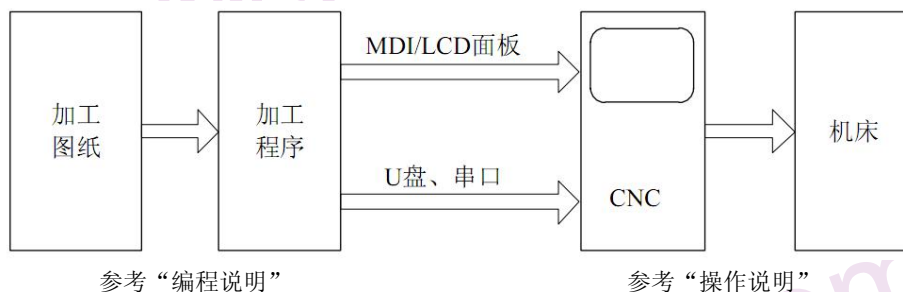 加工
图纸
加工
程序
MDI/LCD面板
U盘、串口
CNC
机床
参考“编程说明”
参考“操作说明”